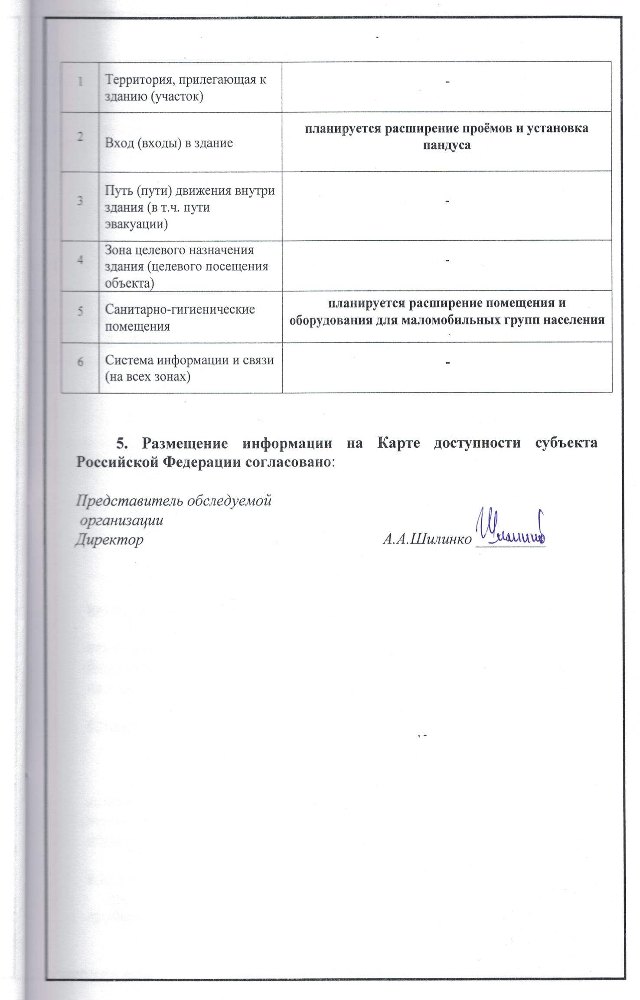 1
Территория, прилегающая к
зданию (участок)
-
2
Вход (входы) в здание
планируется расширение проёмов и установка
пандуса
3
Путь (пути) движения внутри
здания (в т.ч. пути
эвакуации)
-
4
Зона целевого назначения
здания (целевого посещения
объекта)
-
5
Санитарно-гигиенические
помещения
планируется расширение помещения и
оборудования для маломобильных групп населения
6
Система информации и связи
(на всех зонах)
-
5. Размещение информации на Карте доступности субъекта
Российской Федерации согласовано:
Представитель обследуемой
организации
Директор А.А.Шилинко